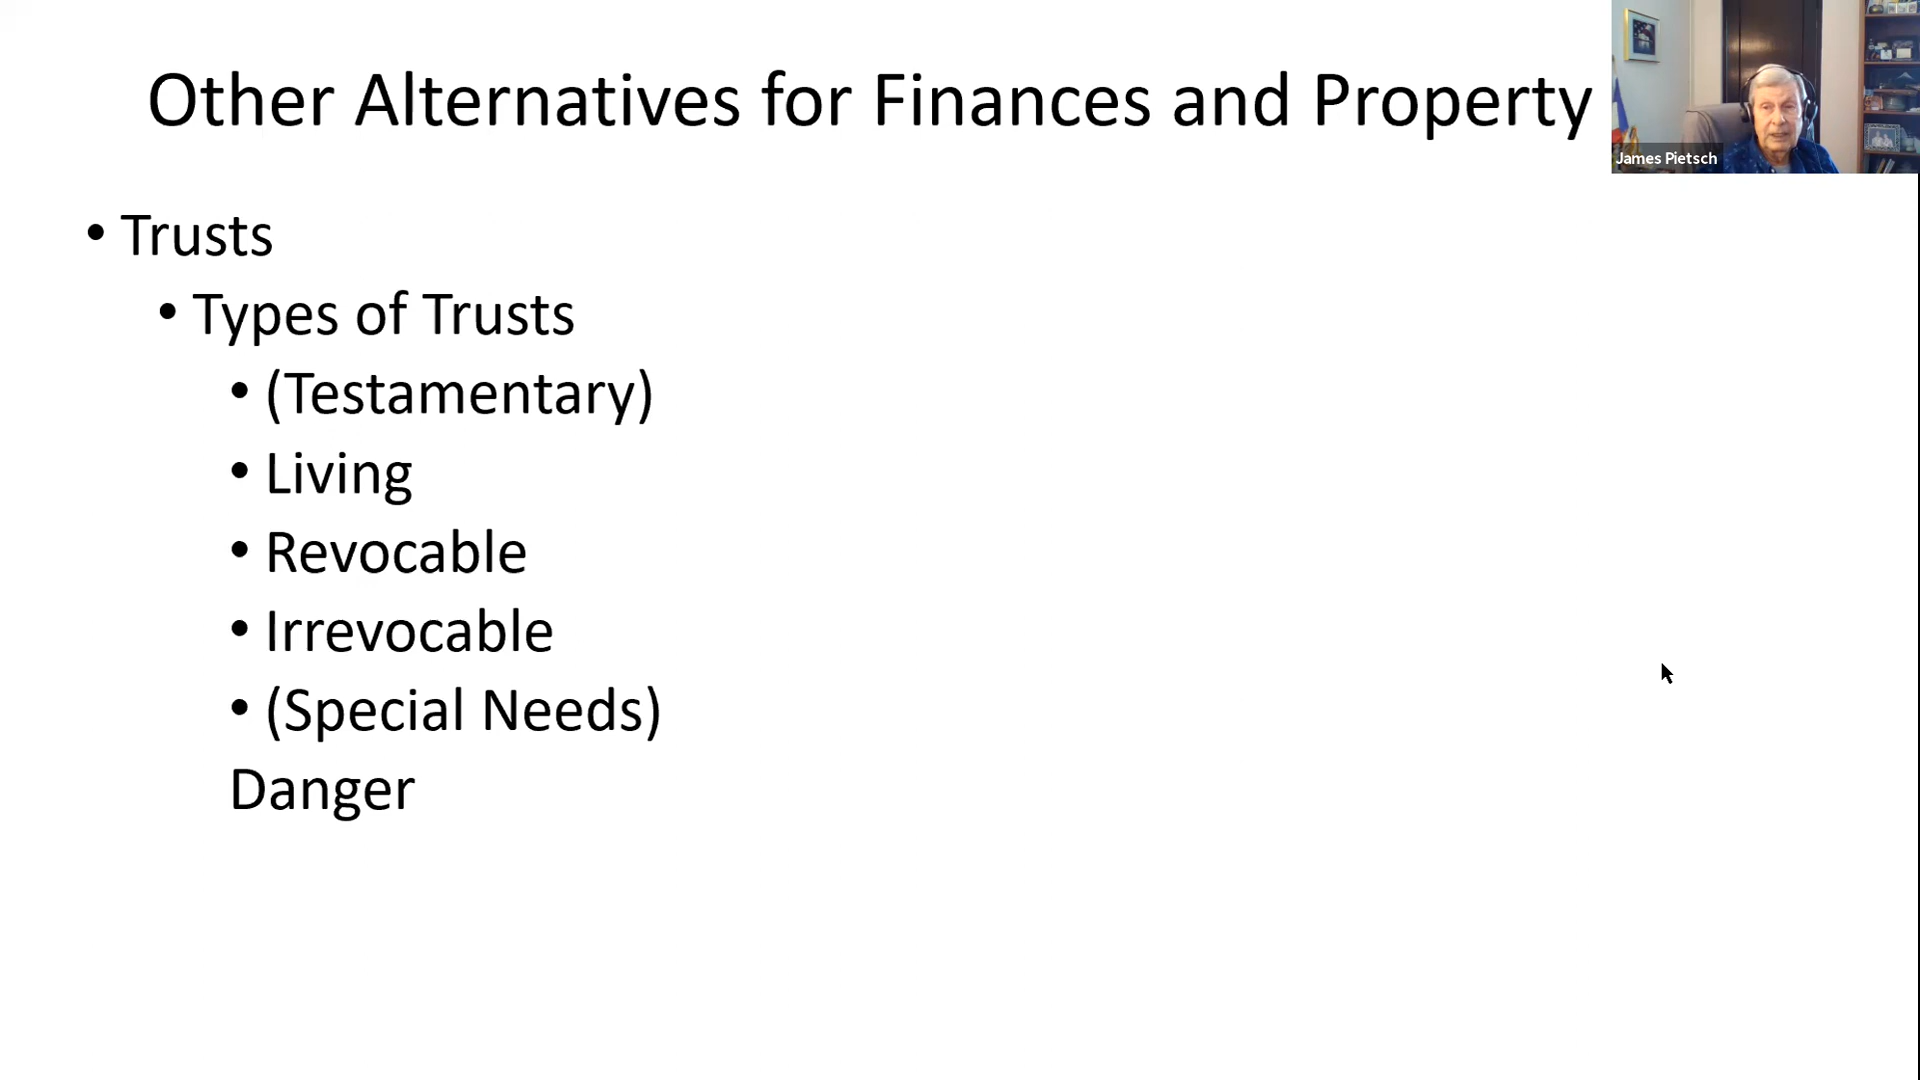 Other Alternatives for Finances and Property
James Pietsch
• Trusts
• Types of Trusts
• (Testamentary)
• Living
• Revocable
• Irrevocable
• (Special Needs)
Danger